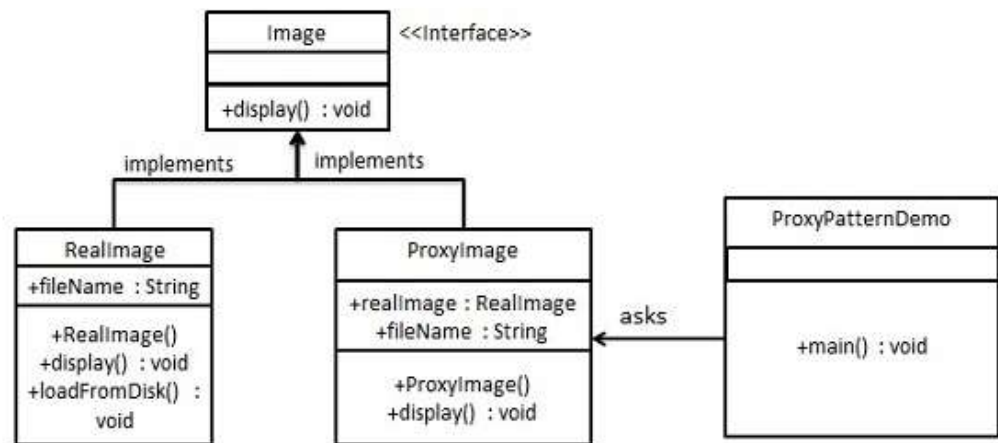 Image
<<Interface>>
+display() : void
implements
implements
RealImage
+fileName : String
+RealImage()
+display() : void
+loadFromDisk() :
void
ProxyImage
+realImage : RealImage
+fileName : String
+ProxyImage()
+display() : void
asks
ProxyPatternDemo
+main() : void